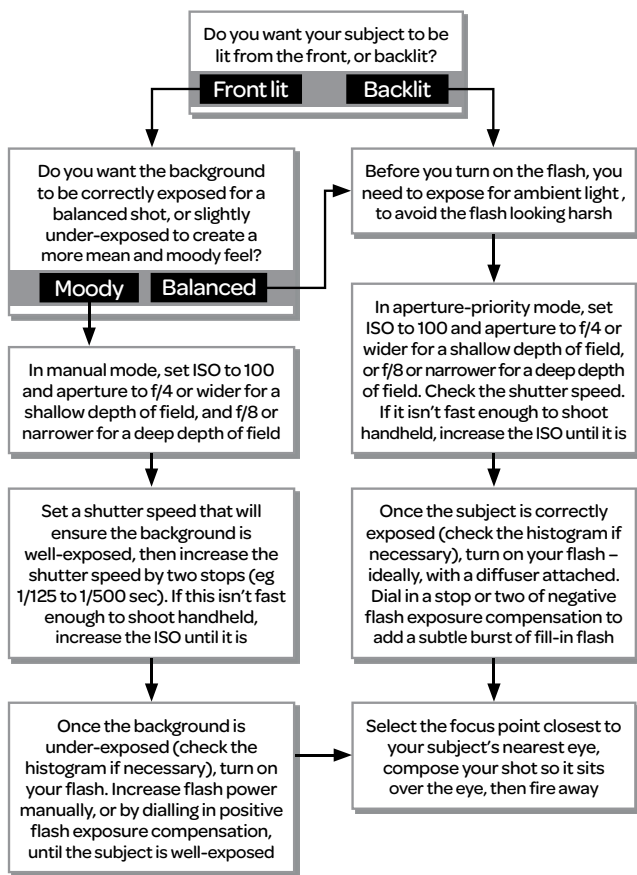 Do you want your subject to be
lit from the front, or backlit?
Front lit
Backlit
Do you want the background
to be correctly exposed for a
balanced shot, or slightly
under-exposed to create a
more mean and moody feel?
Moody
Balanced
In manual mode, set ISO to 100
and aperture to f/4 or wider for a
shallow depth of field, and f/8 or
narrower for a deep depth of field
Set a shutter speed that will
ensure the background is
well-exposed, then increase the
shutter speed by two stops (eg
1/125 to 1/500 sec). If this isn't fast
enough to shoot handheld,
increase the ISO until it is
Once the background is
under-exposed (check the
histogram if necessary), turn on
your flash. Increase flash power
manually, or by dialling in positive
flash exposure compensation,
until the subject is well-exposed
Before you turn on the flash, you
need to expose for ambient light ,
to avoid the flash looking harsh
In aperture-priority mode, set
ISO to 100 and aperture to f/4 or
wider for a shallow depth of field,
or f/8 or narrower for a deep depth
of field. Check the shutter speed.
If it isn't fast enough to shoot
handheld, increase the ISO until it is
Once the subject is correctly
exposed (check the histogram if
necessary), turn on your flash –
ideally, with a diffuser attached.
Dial in a stop or two of negative
flash exposure compensation to
add a subtle burst of fill-in flash
Select the focus point closest to
your subject's nearest eye,
compose your shot so it sits
over the eye, then fire away